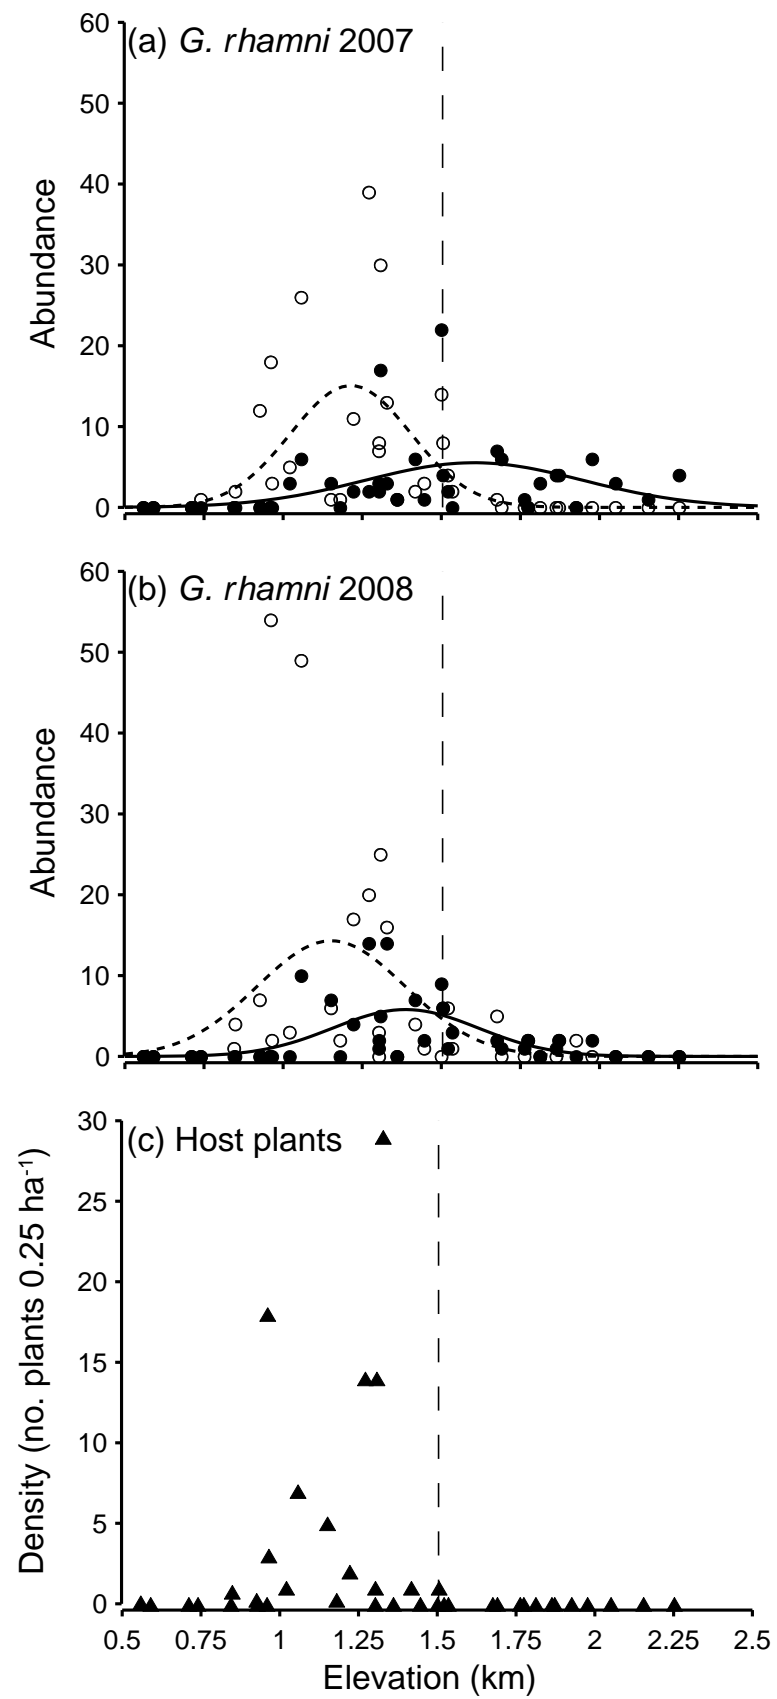 (a) G. rhamni 2007
60
50
40
30
20
10
0
Abundance
(b) G. rhamni 2008
60
50
40
30
20
10
0
Abundance
(c) Host plants
30
25
20
15
10
5
0
Density (no. plants 0.25 ha⁻¹)
0.5 0.75 1 1.25 1.5 1.75 2 2.25 2.5
Elevation (km)